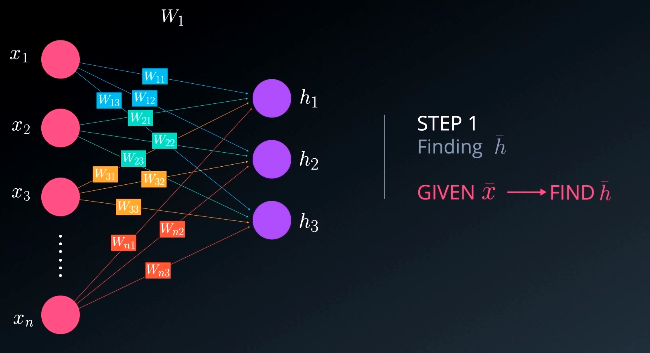 W₁
x₁
x₂
x₃
xₙ
W₁₁
W₁₂
W₁₃
W₂₁
W₂₂
W₂₃
W₃₁
W₃₂
W₃₃
Wₙ₁
Wₙ₂
Wₙ₃
h₁
h₂
h₃
STEP 1
Finding h̄
GIVEN x̄ → FIND h̄